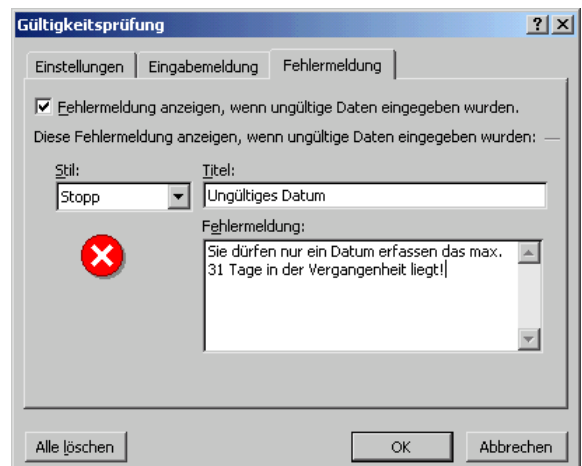 Gültigkeitsprüfung
Einstellungen Eingabemeldung Fehlermeldung
Fehlermeldung anzeigen, wenn ungültige Daten eingegeben wurden.
Diese Fehlermeldung anzeigen, wenn ungültige Daten eingegeben wurden:
Stil: Titel:
Stopp Ungültiges Datum
Fehlermeldung:
Sie dürfen nur ein Datum erfassen das max.
31 Tage in der Vergangenheit liegt!
Alle löschen OK Abbrechen